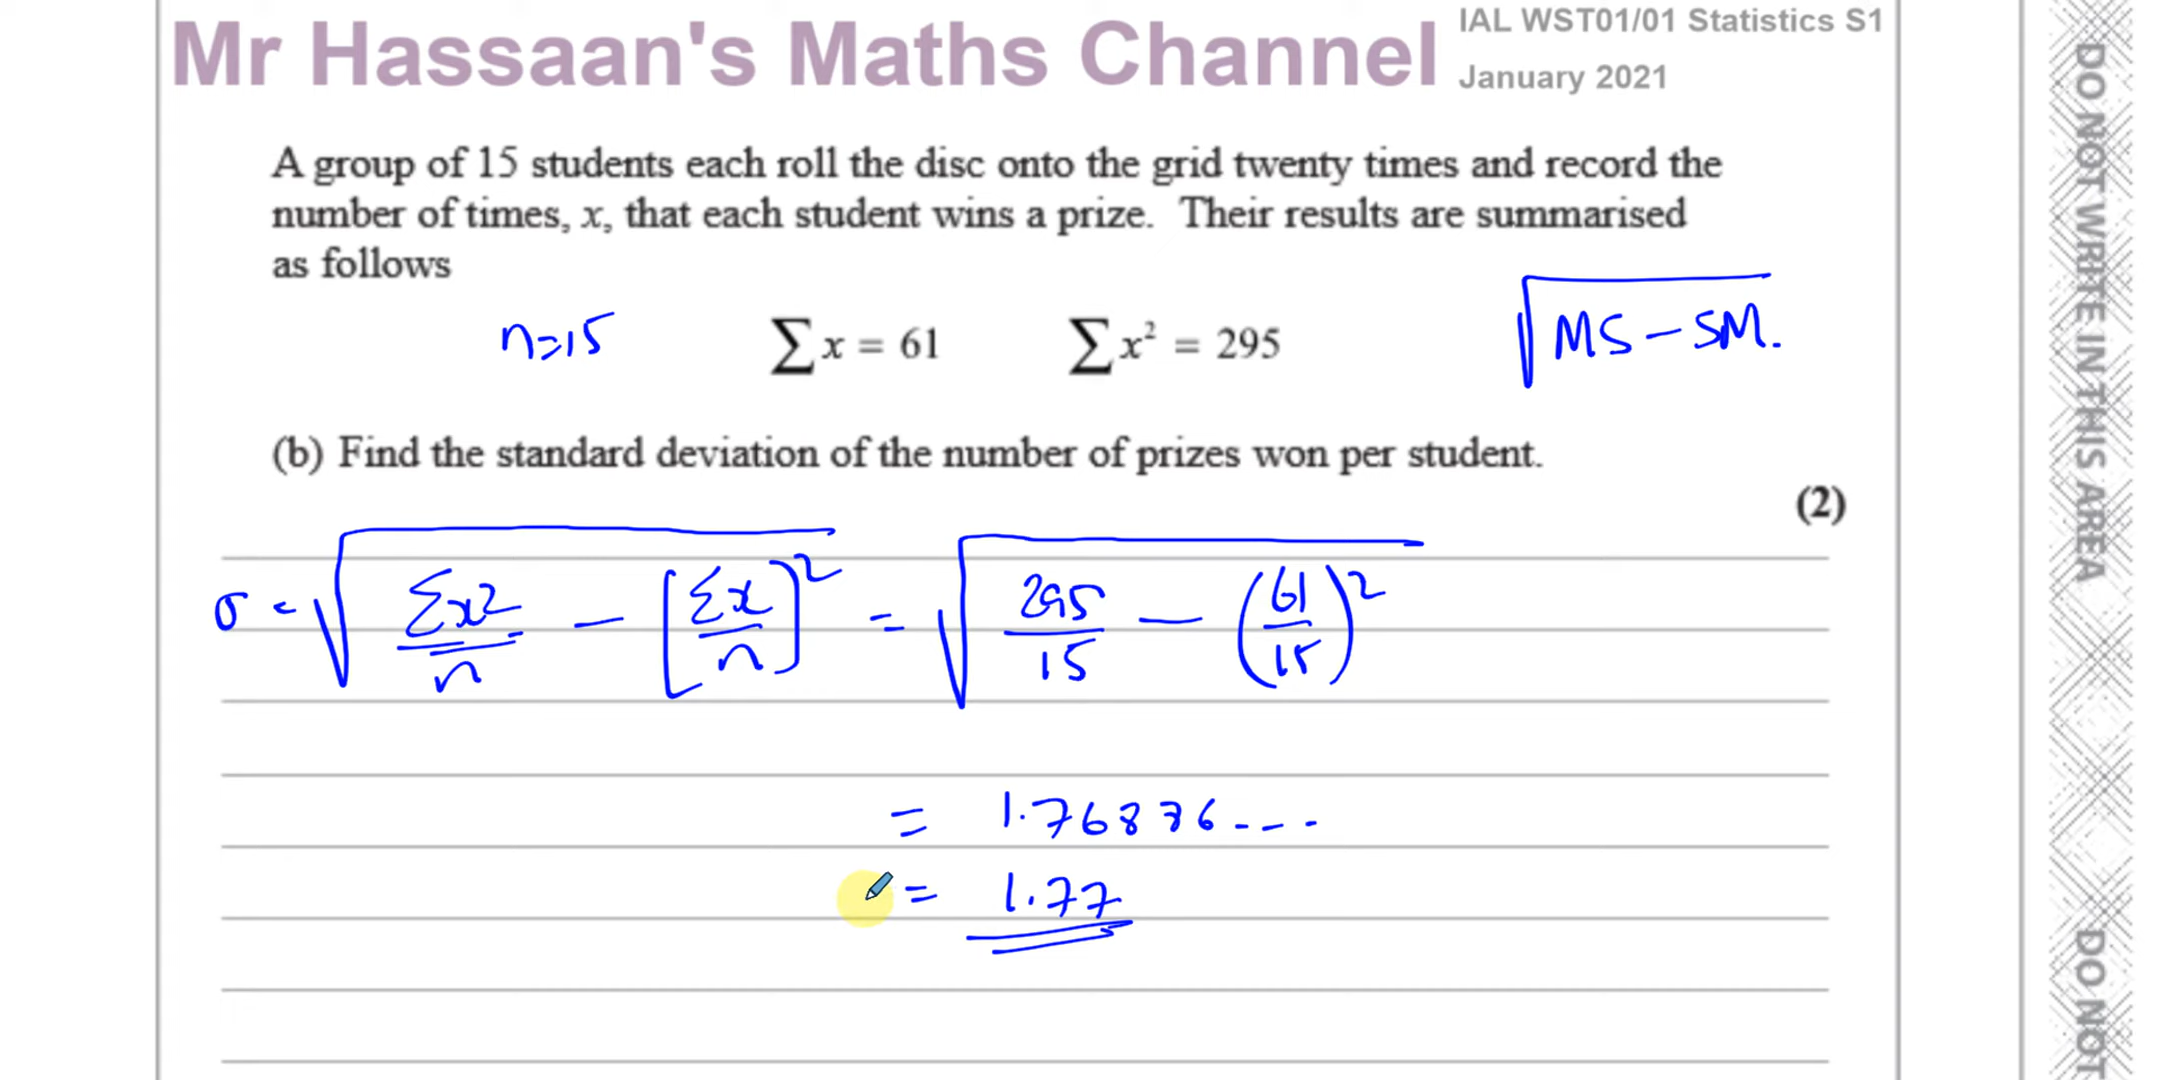 Mr Hassaan's Maths Channel
IAL WST01/01 Statistics S1
January 2021
A group of 15 students each roll the disc onto the grid twenty times and record the
number of times, x, that each student wins a prize. Their results are summarised
as follows
n=15 ∑x = 61 ∑x² = 295 √(MS - SM.)
(b) Find the standard deviation of the number of prizes won per student.
(2)
σ = √(Σx²/n - [Σx/n]²) = √(295/15 - (61/15)²)
= 1.76886...
= 1.77
DO NOT WRITE IN THIS AREA
DO NOT